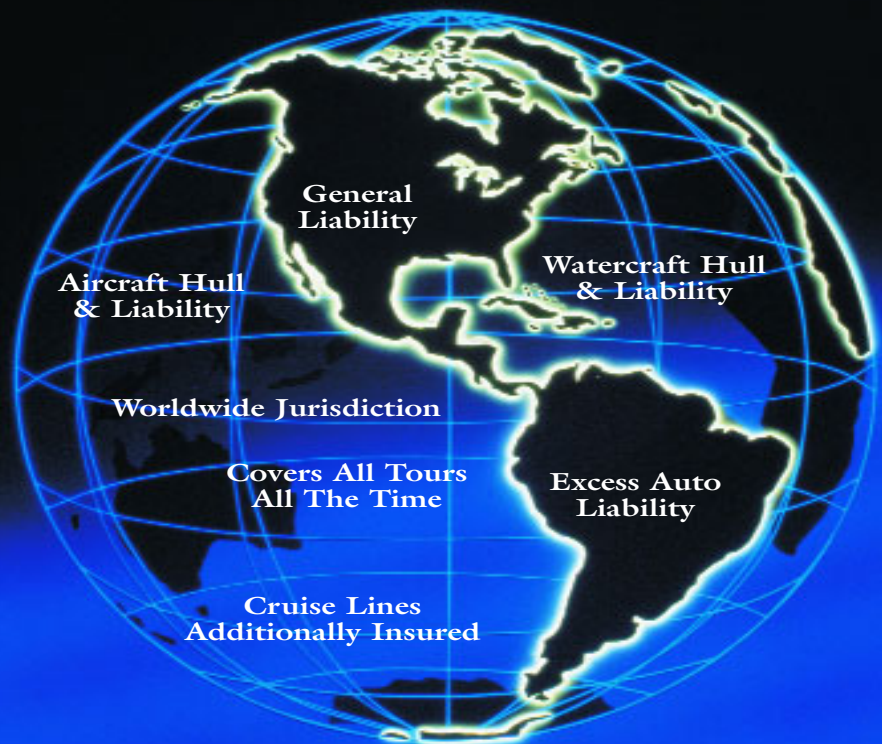 General
Liability
Aircraft Hull
& Liability
Watercraft Hull
& Liability
Worldwide Jurisdiction
Covers All Tours
All The Time
Excess Auto
Liability
Cruise Lines
Additionally Insured